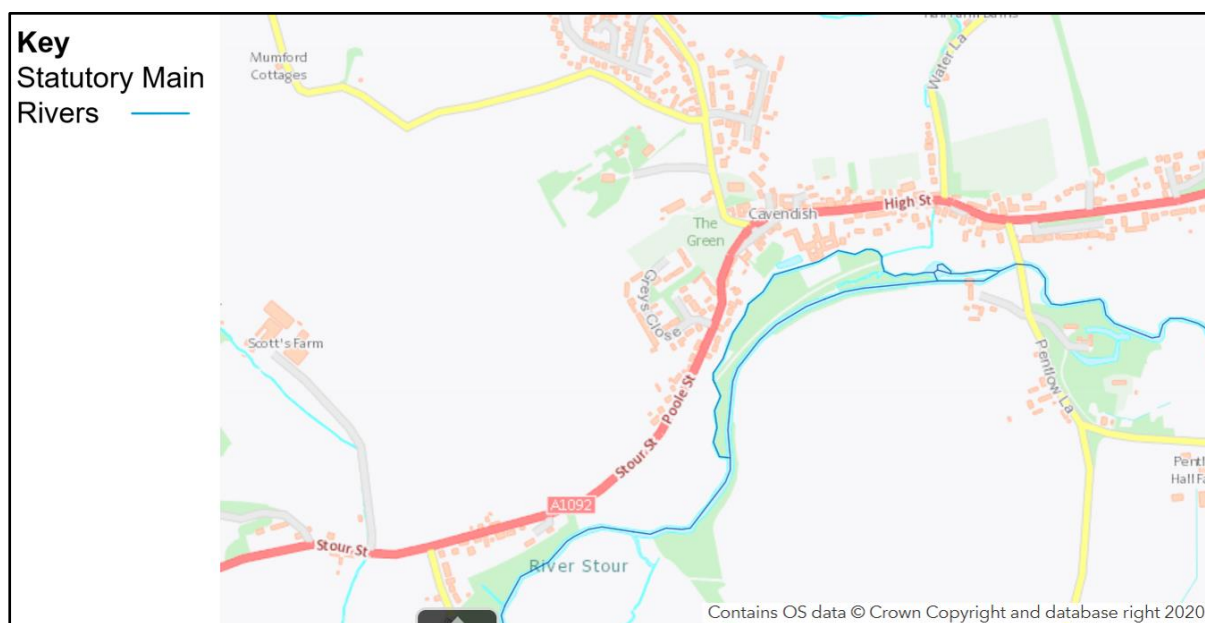 Key
Statutory Main
Rivers
Mumford
Cottages
Water La
High St
Cavendish
The
Green
Greys Close
Scott's Farm
Pentlow La
Poole St
Stour St
A1092
Stour St
River Stour
Contains OS data © Crown Copyright and database right 2020